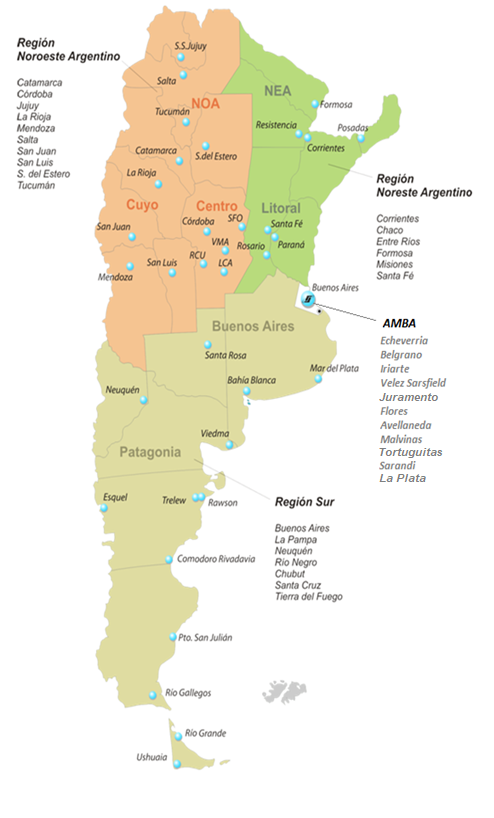 Región
Noroeste Argentino
Catamarca
Córdoba
Jujuy
La Rioja
Mendoza
Salta
San Juan
San Luis
S. del Estero
Tucumán
S.S.Jujuy
Salta
NOA
Tucumán
Catamarca
S.del Estero
La Rioja
Cuyo
Centro
San Juan
Córdoba
SFO
VMA
RCU
LCA
San Luis
Mendoza
NEA
Formosa
Resistencia
Posadas
Corrientes
Litoral
Santa Fé
Rosario
Paraná
Región
Noreste Argentino
Corrientes
Chaco
Entre Rios
Formosa
Misiones
Santa Fé
Buenos Aires
AMBA
Echeverria
Belgrano
Iriarte
Velez Sarsfield
Juramento
Flores
Avellaneda
Malvinas
Tortuguitas
Sarandi
La Plata
Buenos Aires
Santa Rosa
Mar del Plata
Bahía Blanca
Neuquén
Viedma
Patagonia
Esquel
Trelew
Rawson
Región Sur
Buenos Aires
La Pampa
Neuquén
Río Negro
Chubut
Santa Cruz
Tierra del Fuego
Comodoro Rivadavia
Pto. San Julián
Río Gallegos
Río Grande
Ushuaia